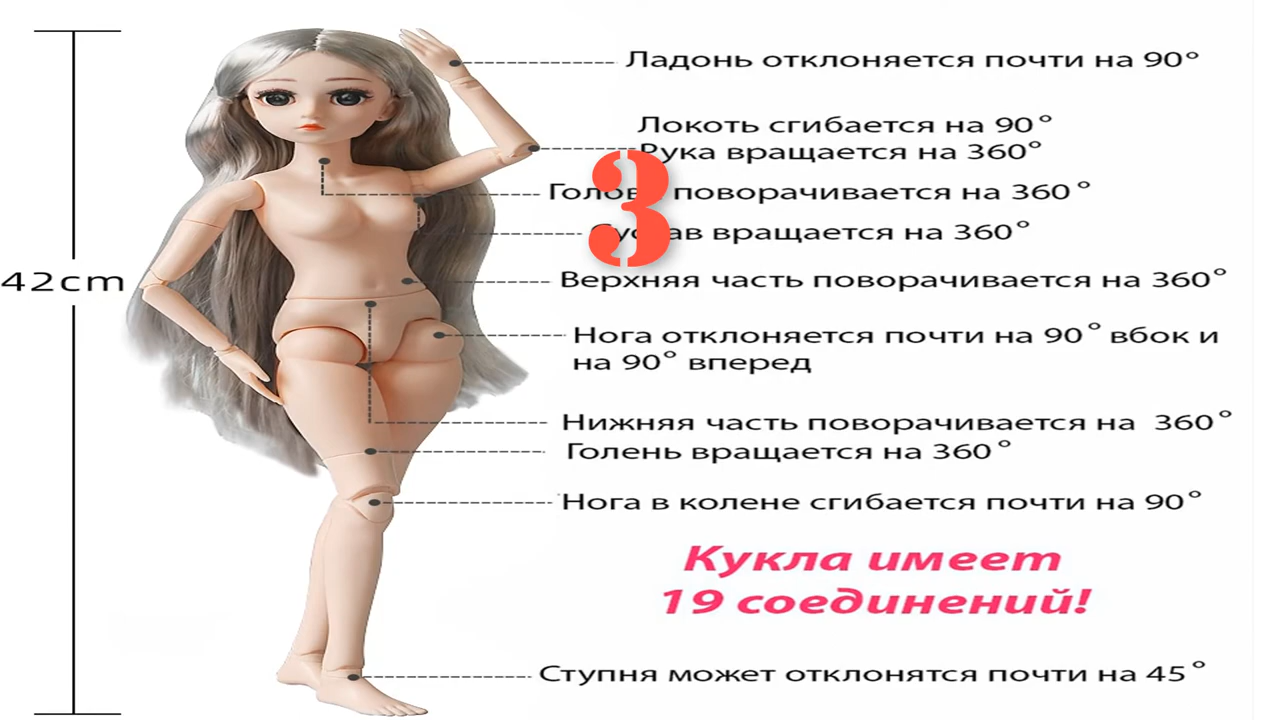 Ладонь отклоняется почти на 90°
Локоть сгибается на 90°
Рука вращается на 360°
3
поворачивается на 360°
вращается на 360°
42cm
Верхняя часть поворачивается на 360°
Нога отклоняется почти на 90° вбок и
на 90° вперед
Нижняя часть поворачивается на 360°
Голень вращается на 360°
Нога в колене сгибается почти на 90°
Кукла имеет
19 соединений!
Ступня может отклонятся почти на 45°